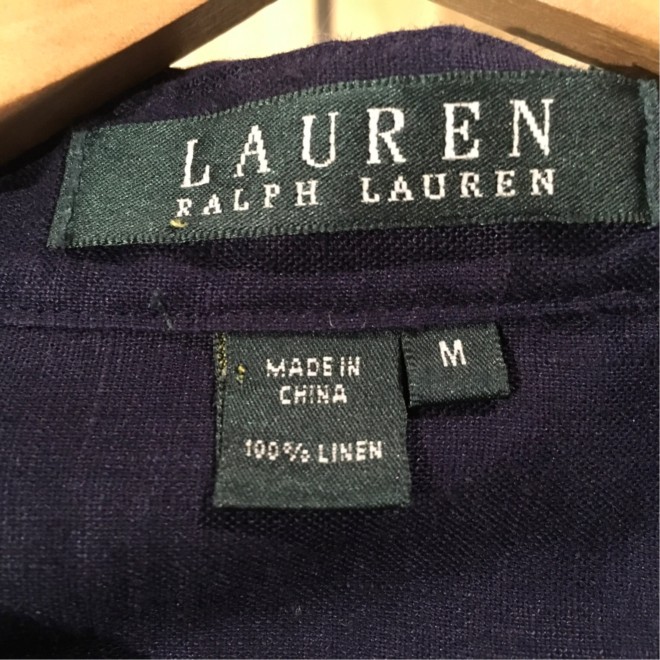 LAUREN
RALPH LAUREN
M
MADE IN
CHINA
100% LINEN